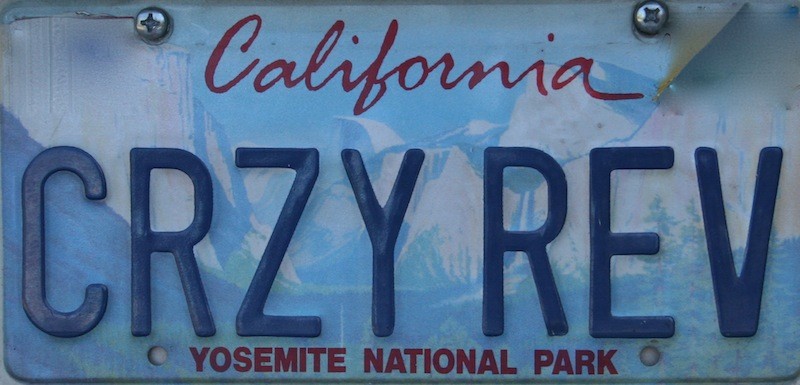 California
CRZY REV
YOSEMITE NATIONAL PARK